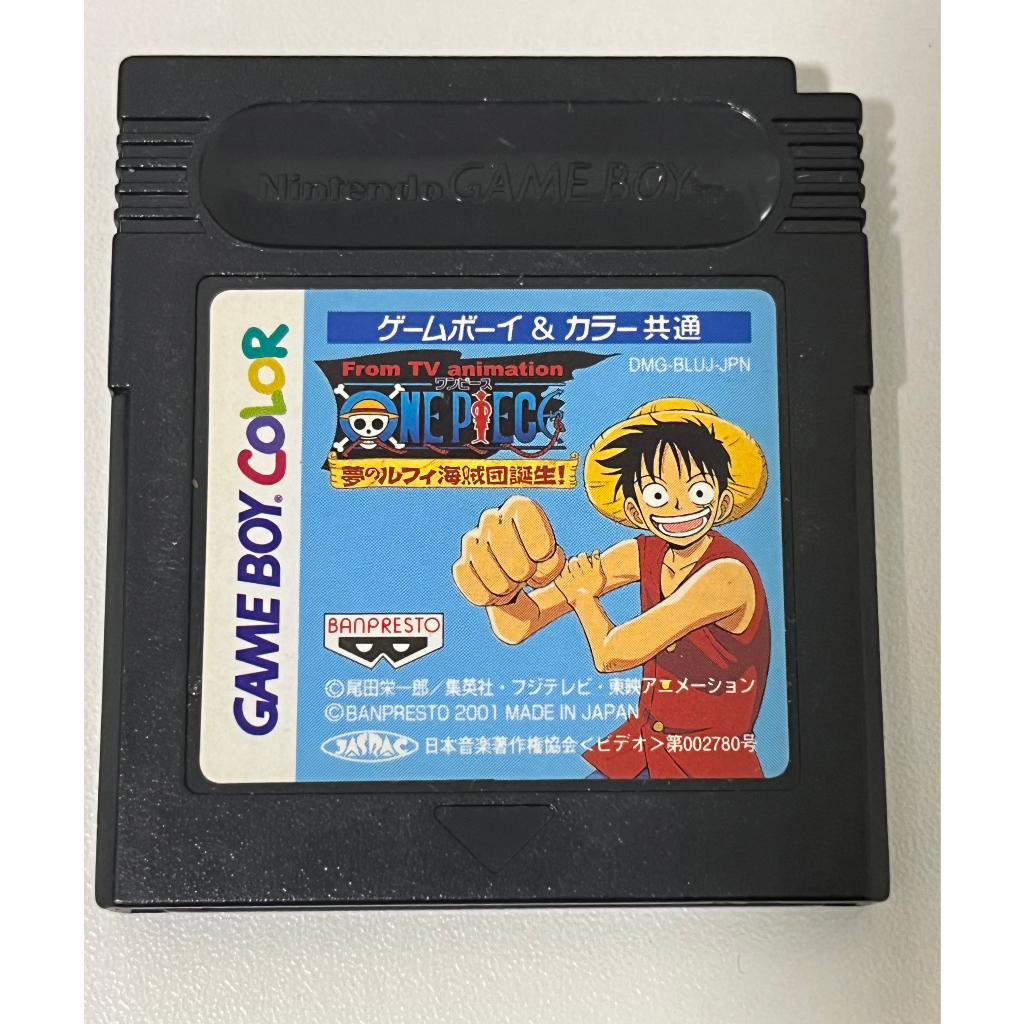 Nintendo GAME BOY™
ゲームボーイ & カラー 共通
DMG-BLUJ-JPN
From TV animation
ワンピース
ONE PIECE
夢のルフィ海賊団誕生!
GAME BOY® COLOR
BANPRESTO
©尾田栄一郎/集英社・フジテレビ・東映アニメーション
©BANPRESTO 2001 MADE IN JAPAN
JASRAC 日本音楽著作権協会<ビデオ>第002780号